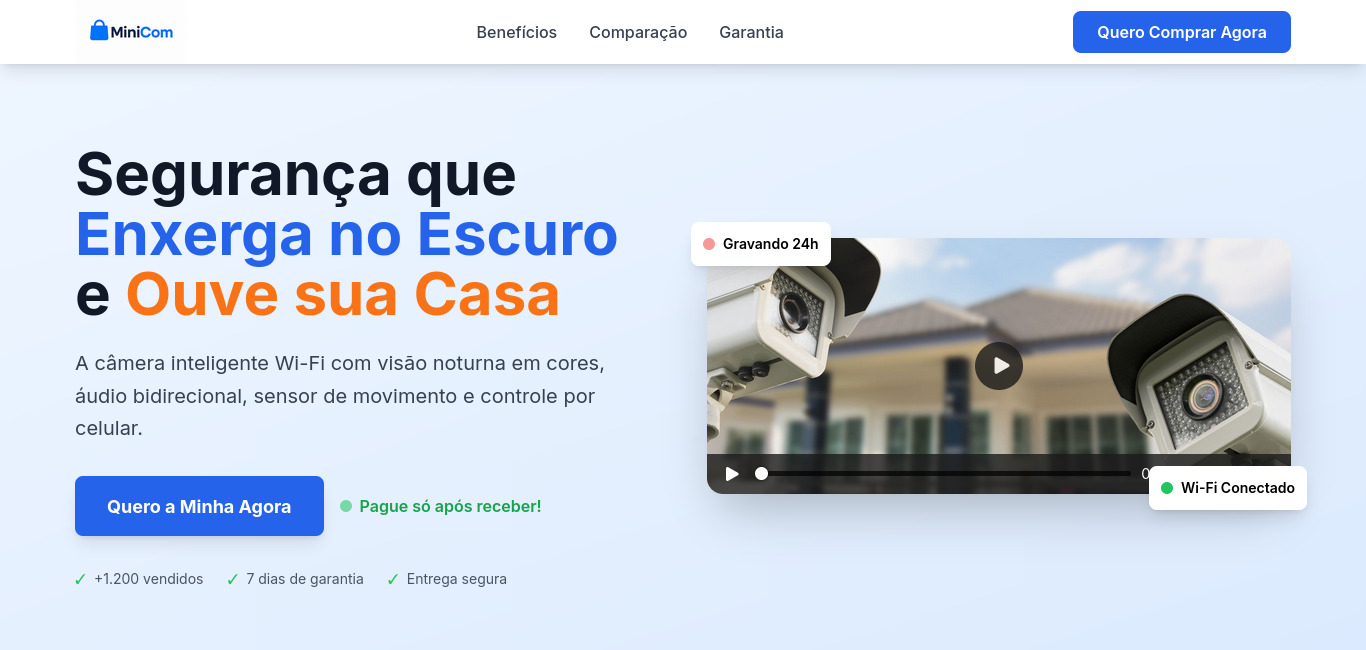 MiniCom
Benefícios
Comparação
Garantia
Quero Comprar Agora
Segurança que
Enxerga no Escuro
e Ouve sua Casa
A câmera inteligente Wi-Fi com visão noturna em cores,
áudio bidirecional, sensor de movimento e controle por
celular.
Quero a Minha Agora
Pague só após receber!
✓ +1.200 vendidos
✓ 7 dias de garantia
✓ Entrega segura
Gravando 24h
Wi-Fi Conectado